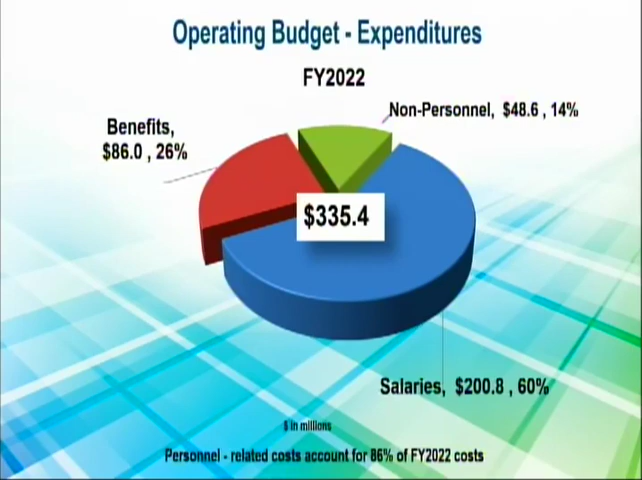 Operating Budget - Expenditures
FY2022
Non-Personnel, $48.6 , 14%
Benefits,
$86.0 , 26%
$335.4
Salaries, $200.8 , 60%
$ in millions
Personnel - related costs account for 86% of FY2022 costs